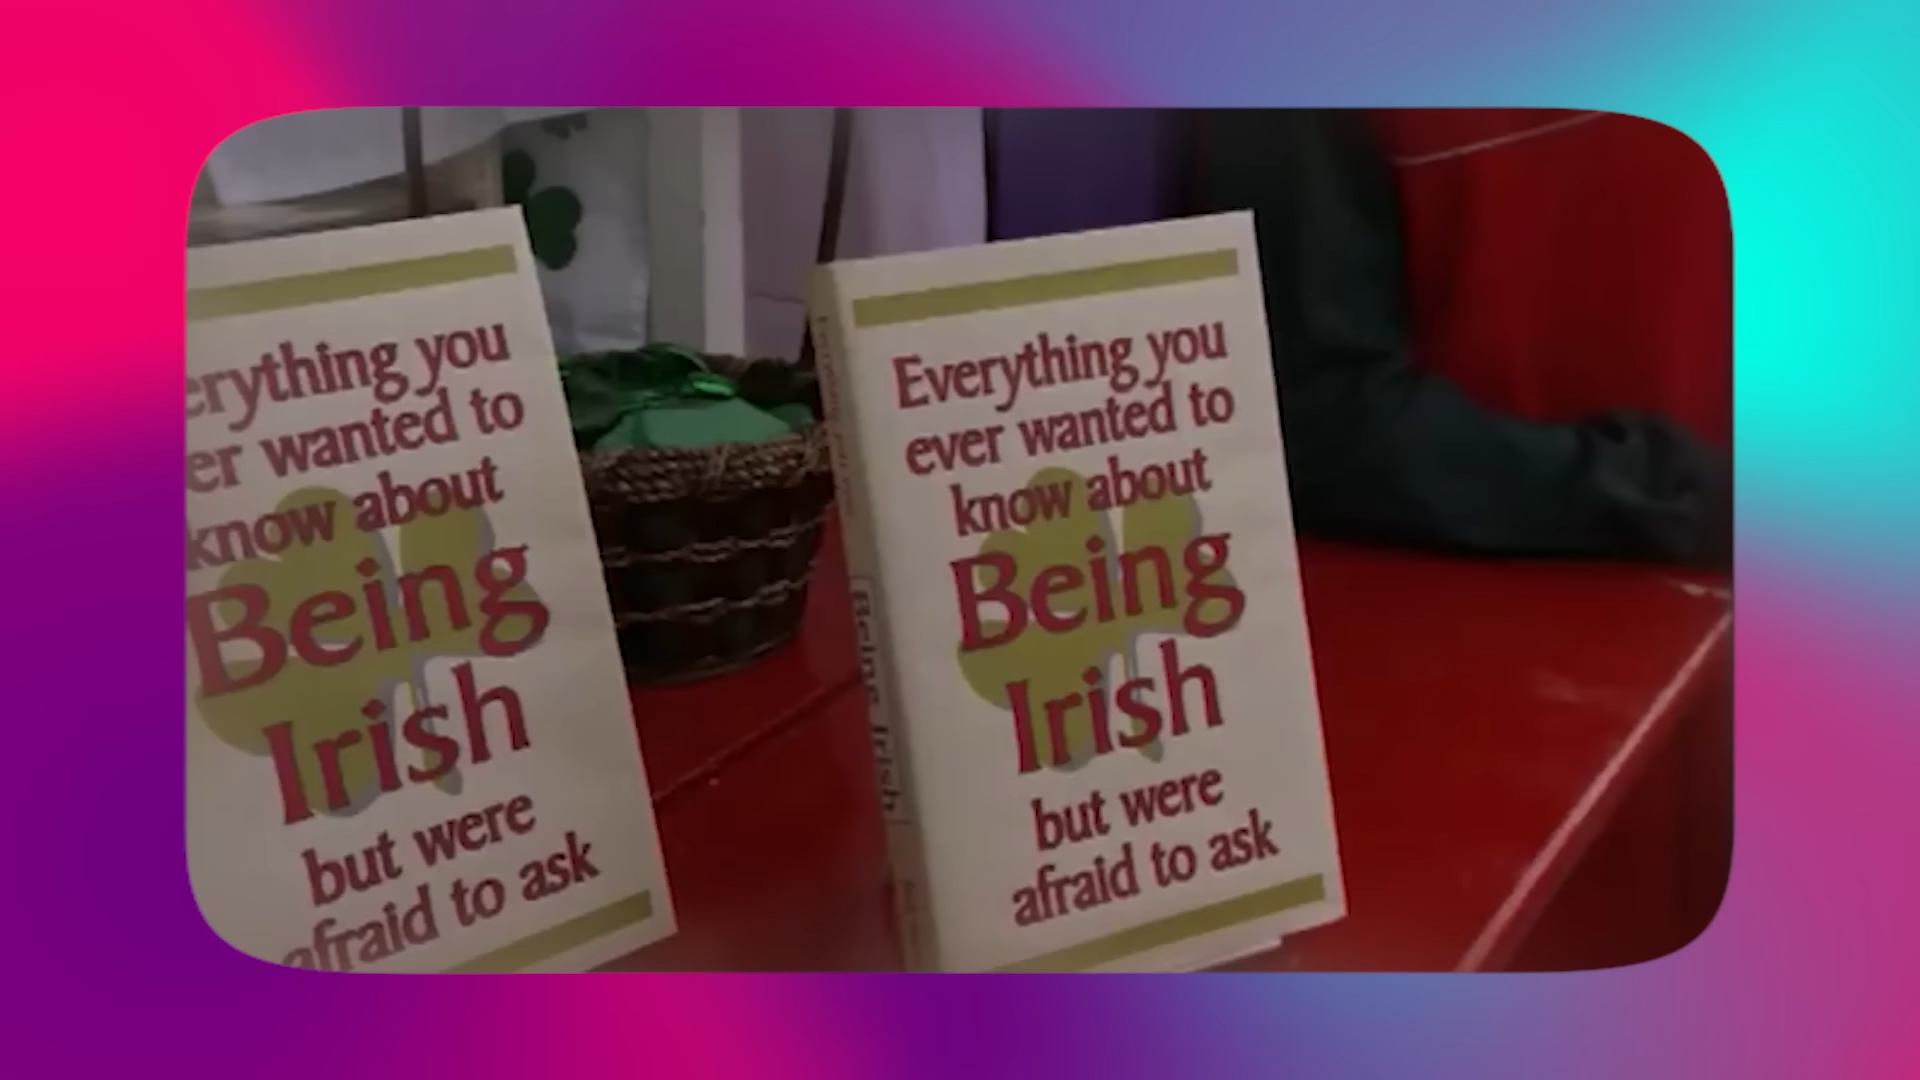 erything you
er wanted to
know about
Being
Irish
but were
afraid to ask
Everything you
ever wanted to
know about
Being
Irish
but were
afraid to ask
Being Irish